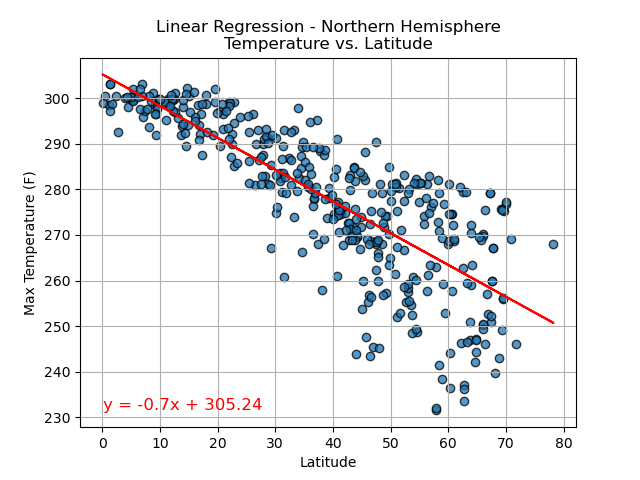 Linear Regression - Northern Hemisphere
Temperature vs. Latitude
300
290
280
270
260
250
240
230
Max Temperature (F)
y = -0.7x + 305.24
0 10 20 30 40 50 60 70 80
Latitude